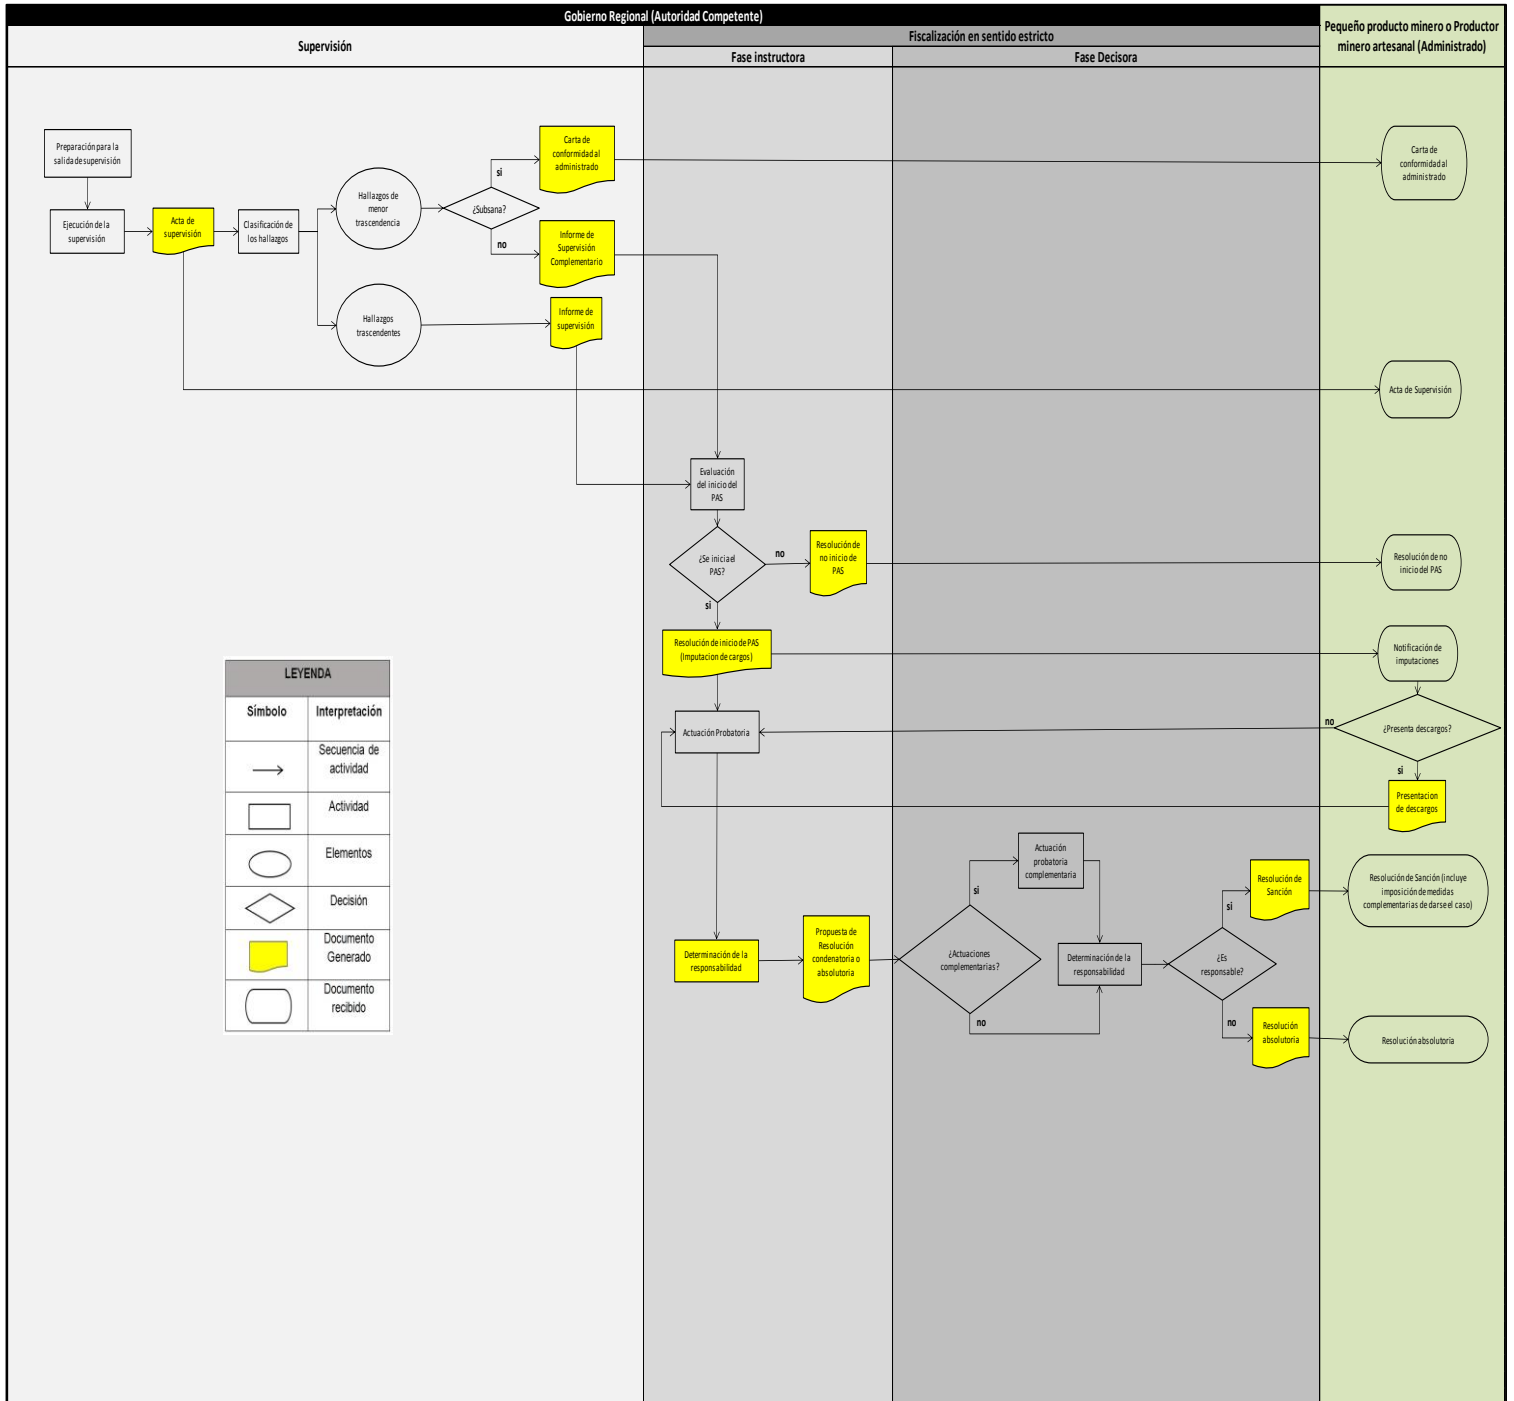 Gobierno Regional (Autoridad Competente)
Pequeño producto minero o Productor
minero artesanal (Administrado)
Supervisión
Fiscalización en sentido estricto
Fase instructora
Fase Decisora
Preparación para la
salida de supervisión
Ejecución de la
supervisión
Acta de
supervisión
Clasificación de
los hallazgos
Hallazgos de
menor
trascendencia
Hallazgos
trascendentes
¿Subsana?
si
no
Carta de
conformidad al
administrado
Informe de
Supervisión
Complementario
Informe de
supervisión
Carta de
conformidad al
administrado
Acta de Supervisión
Evaluación
del inicio del
PAS
¿Se inicia el
PAS?
no
si
Resolución de
no inicio de
PAS
Resolución de no
inicio del PAS
Resolución de inicio de PAS
(Imputacion de cargos)
Notificación de
imputaciones
Actuación Probatoria
no
¿Presenta descargos?
si
Presentacion
de descargos
Determinación de la
responsabilidad
Propuesta de
Resolución
condenatoria o
absolutoria
¿Actuaciones
complementarias?
si
no
Actuación
probatoria
complementaria
Determinación de la
responsabilidad
¿Es
responsable?
si
no
Resolución de
Sanción
Resolución
absolutoria
Resolución de Sanción (incluye
imposición de medidas
complementarias de darse el caso)
Resolución absolutoria
LEYENDA
Símbolo
Interpretación
Secuencia de
actividad
Actividad
Elementos
Decisión
Documento
Generado
Documento
recibido